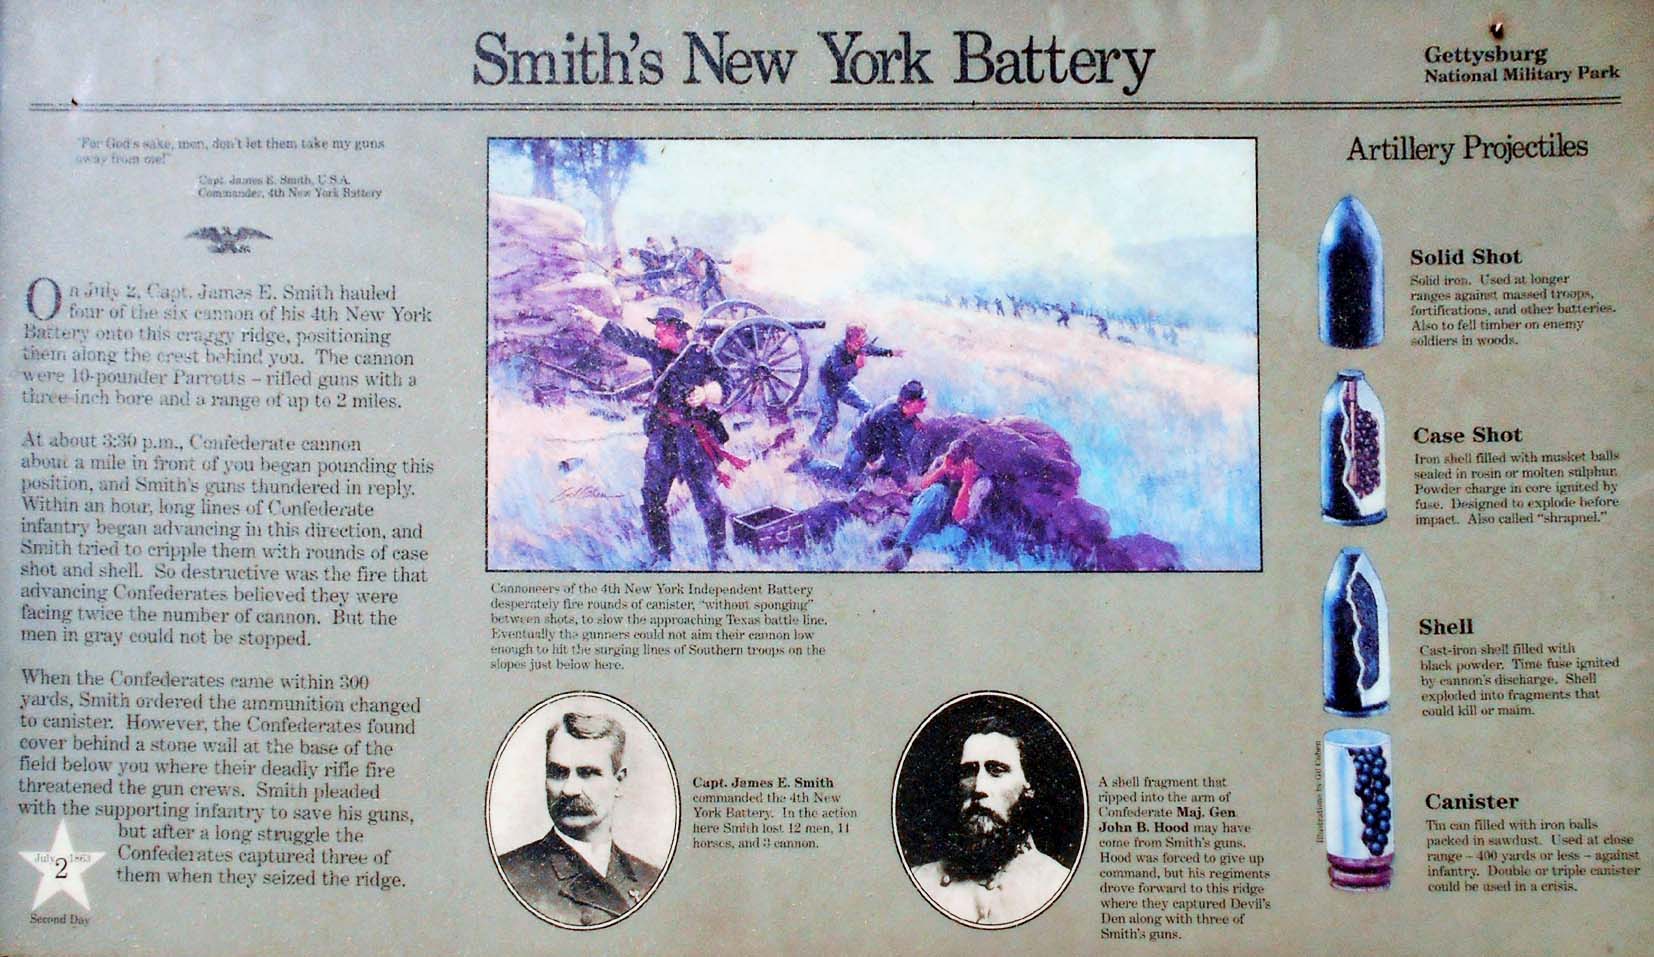 Smith's New York Battery
Gettysburg
National Military Park
"For God's sake, men, don't let them take my guns
away from me!"
Capt. James E. Smith, U.S.A.
Commander, 4th New York Battery
On July 2, Capt. James E. Smith hauled
four of the six cannon of his 4th New York
Battery onto this craggy ridge, positioning
them along the crest behind you. The cannon
were 10-pounder Parrotts – rifled guns with a
three-inch bore and a range of up to 2 miles.
At about 3:30 p.m., Confederate cannon
about a mile in front of you began pounding this
position, and Smith's guns thundered in reply.
Within an hour, long lines of Confederate
infantry began advancing in this direction, and
Smith tried to cripple them with rounds of case
shot and shell. So destructive was the fire that
advancing Confederates believed they were
facing twice the number of cannon. But the
men in gray could not be stopped.
When the Confederates came within 300
yards, Smith ordered the ammunition changed
to canister. However, the Confederates found
cover behind a stone wall at the base of the
field below you where their deadly rifle fire
threatened the gun crews. Smith pleaded
with the supporting infantry to save his guns,
but after a long struggle the
Confederates captured three of
them when they seized the ridge.
July 1863
2
Second Day
Cannoneers of the 4th New York Independent Battery
desperately fire rounds of canister, "without sponging"
between shots, to slow the approaching Texas battle line.
Eventually the gunners could not aim their cannon low
enough to hit the surging lines of Southern troops on the
slopes just below here.
Capt. James E. Smith
commanded the 4th New
York Battery. In the action
here Smith lost 12 men, 11
horses, and 3 cannon.
A shell fragment that
ripped into the arm of
Confederate Maj. Gen
John B. Hood may have
come from Smith's guns.
Hood was forced to give up
command, but his regiments
drove forward to this ridge
where they captured Devil's
Den along with three of
Smith's guns.
Artillery Projectiles
Solid Shot
Solid iron. Used at longer
ranges against massed troops,
fortifications, and other batteries.
Also to fell timber on enemy
soldiers in woods.
Case Shot
Iron shell filled with musket balls
sealed in rosin or molten sulphur.
Powder charge in core ignited by
fuse. Designed to explode before
impact. Also called "shrapnel."
Shell
Cast-iron shell filled with
black powder. Time fuse ignited
by cannon's discharge. Shell
exploded into fragments that
could kill or maim.
Illustrations by Gil Cohen
Canister
Tin can filled with iron balls
packed in sawdust. Used at close
range – 400 yards or less – against
infantry. Double or triple canister
could be used in a crisis.